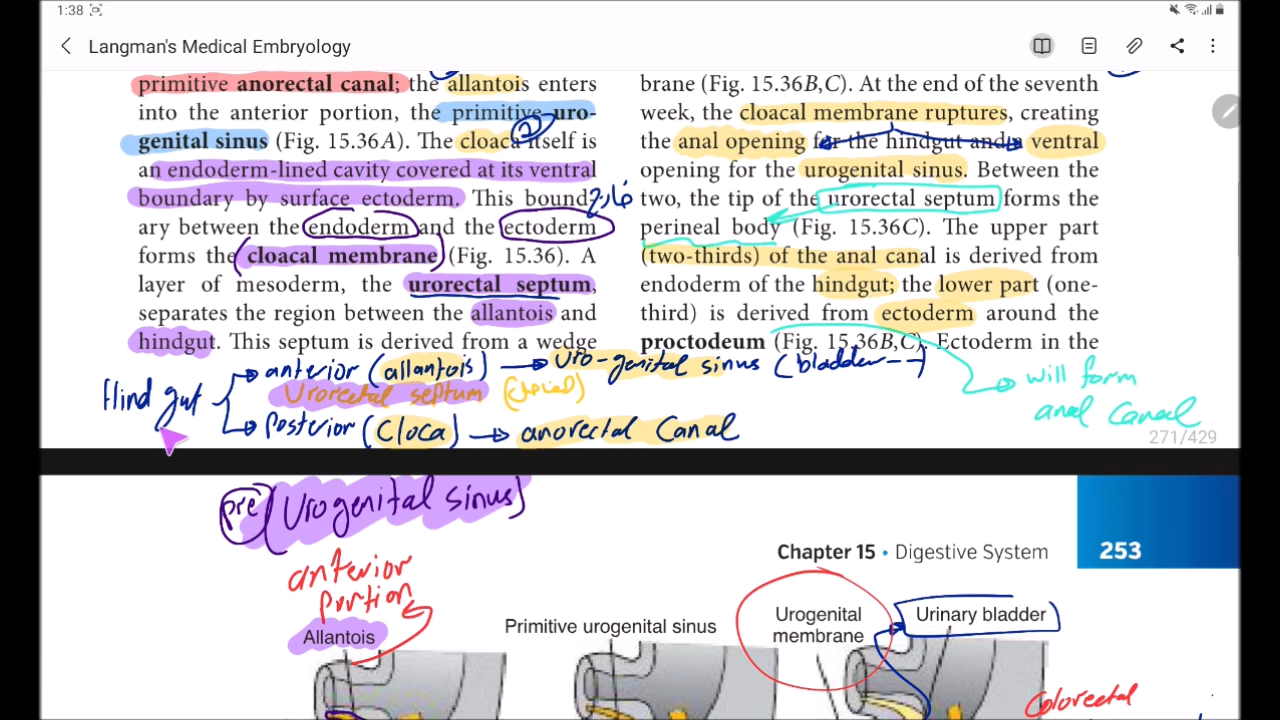 1:38
Langman's Medical Embryology
primitive anorectal canal; the allantois enters
into the anterior portion, the primitive uro-
genital sinus (Fig. 15.36A). The cloaca itself is
2
an endoderm-lined cavity covered at its ventral
boundary by surface ectoderm. This bound-
خارج
ary between the endoderm and the ectoderm
forms the cloacal membrane (Fig. 15.36). A
layer of mesoderm, the urorectal septum,
separates the region between the allantois and
hindgut. This septum is derived from a wedge
brane (Fig. 15.36B,C). At the end of the seventh
week, the cloacal membrane ruptures, creating
the anal opening for the hindgut and a ventral
opening for the urogenital sinus. Between the
two, the tip of the urorectal septum forms the
perineal body (Fig. 15.36C). The upper part
(two-thirds) of the anal canal is derived from
endoderm of the hindgut; the lower part (one-
third) is derived from ectoderm around the
proctodeum (Fig. 15.36B,C). Ectoderm in the
Hind gut
anterior (allantois) → uro-genital sinus (bladder--)
Urorectal septum
Posterior (Cloca) → anorectal Canal
will form
anal Canal
271/429
pre (Urogenital sinus)
Chapter 15 • Digestive System 253
anterior
portion
Allantois
Primitive urogenital sinus
Urogenital
membrane
Urinary bladder
Colorectal